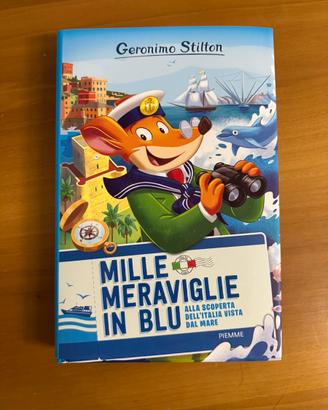 Geronimo Stilton
MILLE
MERAVIGLIE
IN BLU
ALLA SCOPERTA
DELL'ITALIA VISTA
DAL MARE
PIEMME